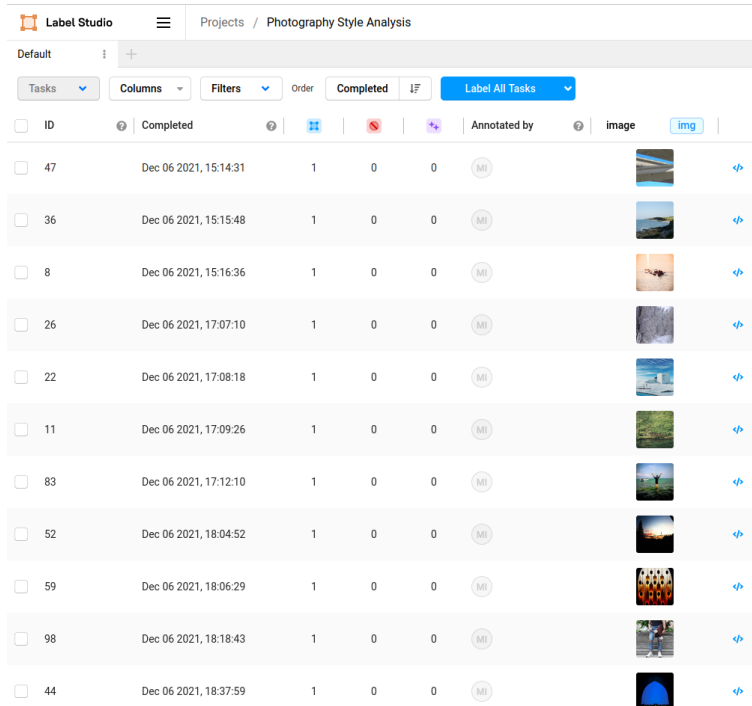 Label Studio Projects / Photography Style Analysis
Default
Tasks Columns Filters Order Completed Label All Tasks
ID Completed Annotated by image img
47 Dec 06 2021, 15:14:31 1 0 0 MI </>
36 Dec 06 2021, 15:15:48 1 0 0 MI </>
8 Dec 06 2021, 15:16:36 1 0 0 MI </>
26 Dec 06 2021, 17:07:10 1 0 0 MI </>
22 Dec 06 2021, 17:08:18 1 0 0 MI </>
11 Dec 06 2021, 17:09:26 1 0 0 MI </>
83 Dec 06 2021, 17:12:10 1 0 0 MI </>
52 Dec 06 2021, 18:04:52 1 0 0 MI </>
59 Dec 06 2021, 18:06:29 1 0 0 MI </>
98 Dec 06 2021, 18:18:43 1 0 0 MI </>
44 Dec 06 2021, 18:37:59 1 0 0 MI </>